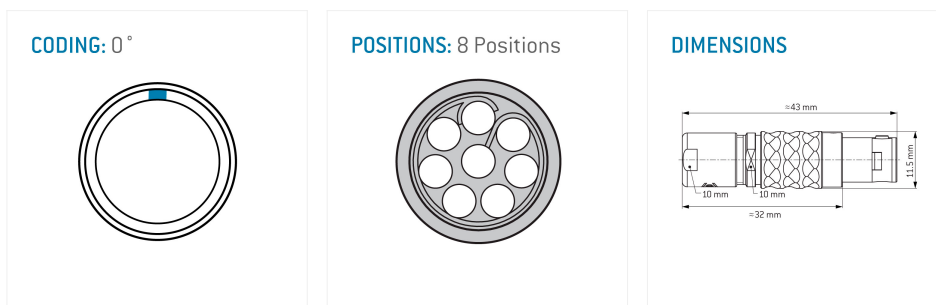 CODING: 0°
POSITIONS: 8 Positions
DIMENSIONS
≈43 mm
11.5 mm
10 mm
10 mm
≈32 mm